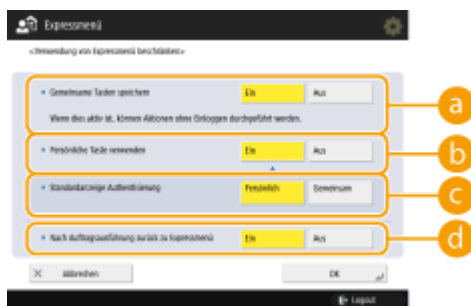 Expressmenü
<Verwendung von Expressmenü beschränken>
Gemeinsame Tasten speichern Ein Aus
Wenn dies aktiv ist, können Aktionen ohne Einloggen durchgeführt werden.
a
Persönliche Taste verwenden Ein Aus
b
Standardanzeige Authentisierung Persönlich Gemeinsam
c
Nach Auftragsausführung zurück zu Expressmenü Ein Aus
d
Abbrechen OK
Logout